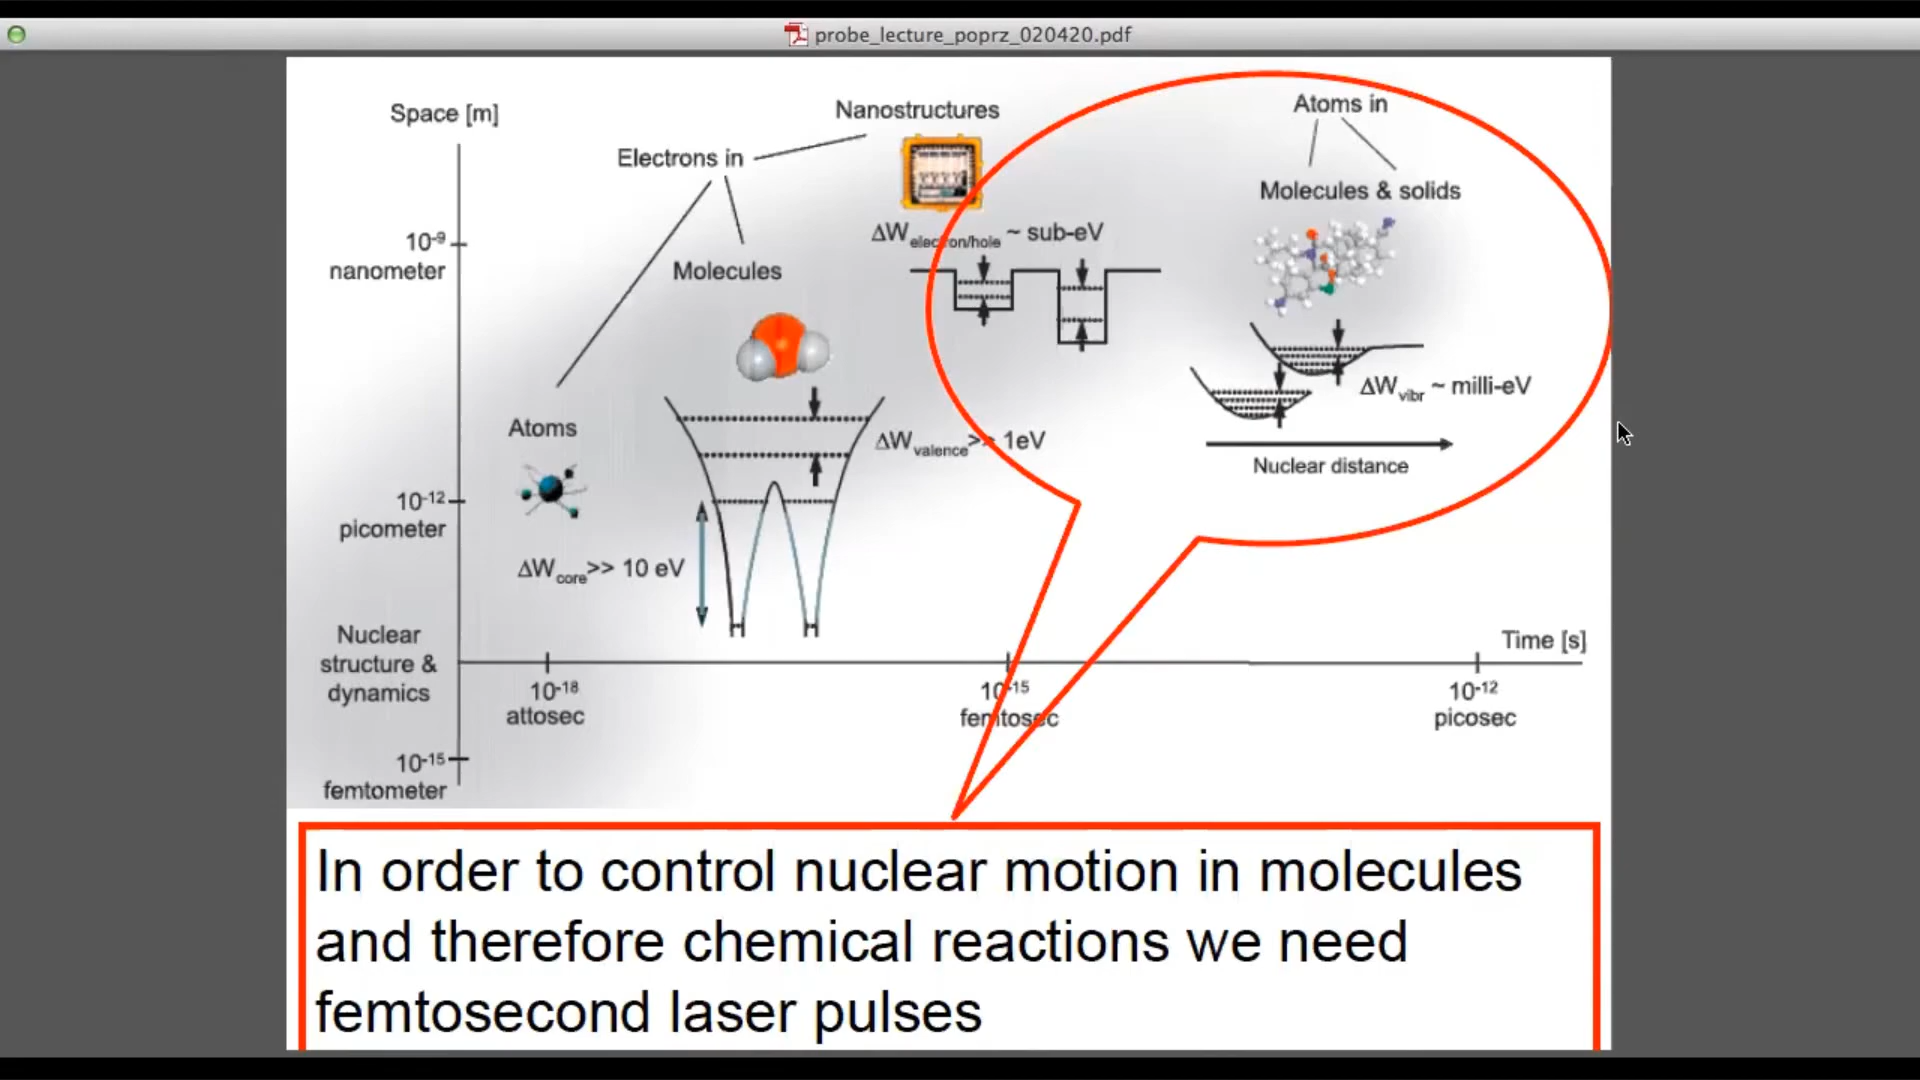 probe_lecture_poprz_020420.pdf
Space [m]
Nanostructures
Atoms in
Electrons in
Molecules & solids
ΔWelectron/hole ~ sub-eV
10-9
nanometer
Molecules
ΔWvibr ~ milli-eV
Atoms
ΔWvalence>> 1eV
Nuclear distance
10-12
picometer
ΔWcore>> 10 eV
Nuclear
structure &
dynamics
Time [s]
10-18
attosec
10-15
femtosec
10-12
picosec
10-15
femtometer
In order to control nuclear motion in molecules
and therefore chemical reactions we need
femtosecond laser pulses